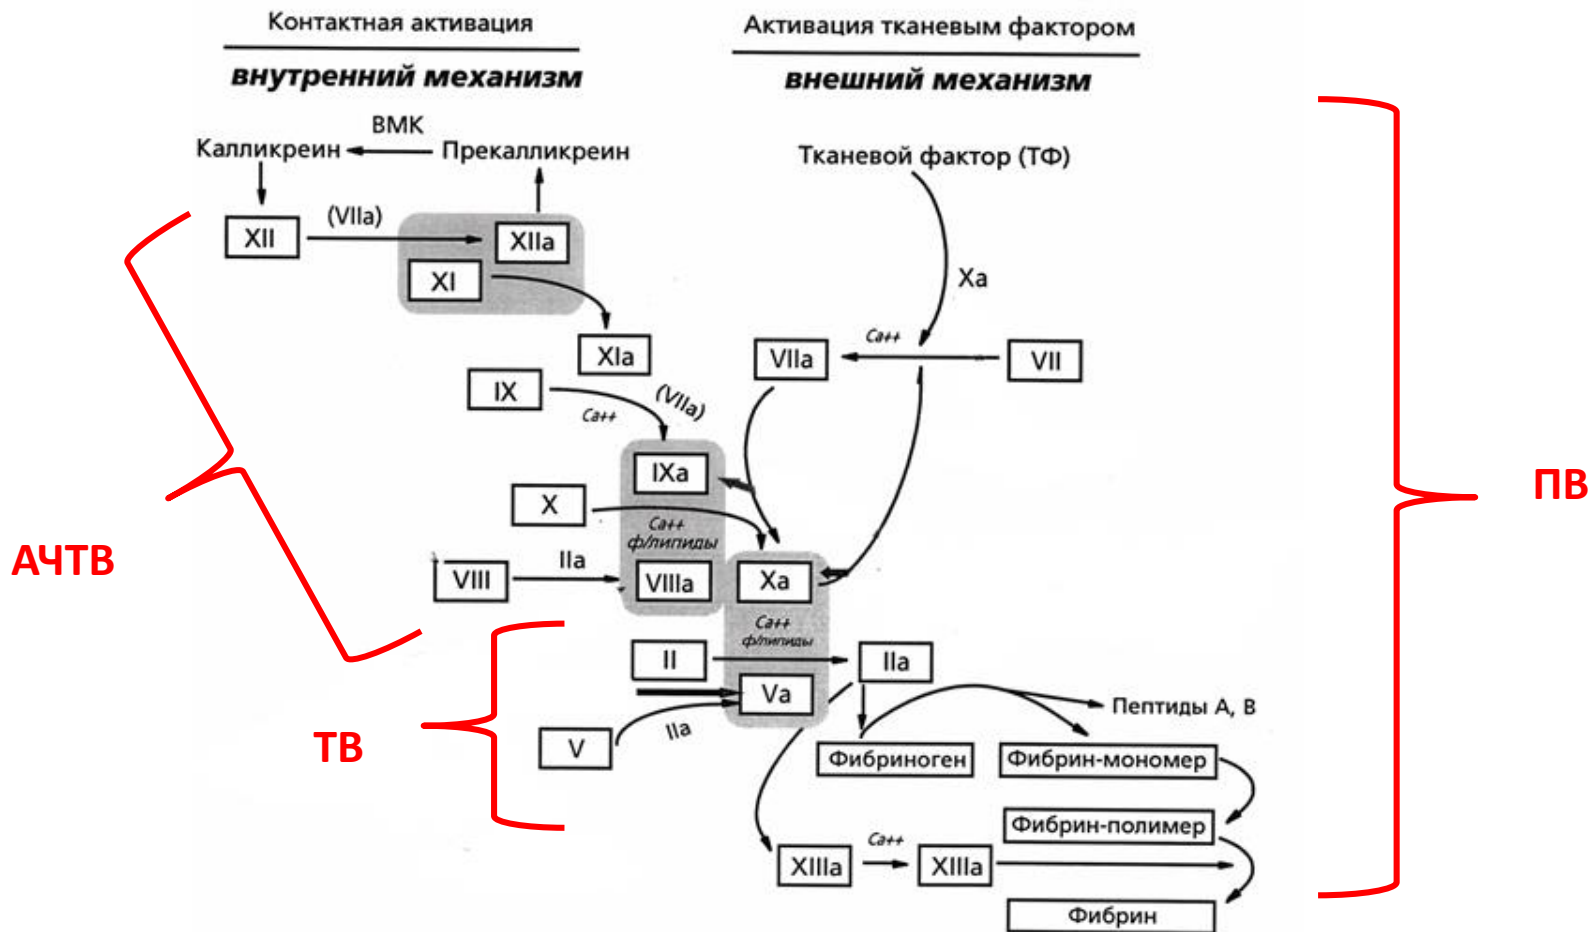 Контактная активация
внутренний механизм
Активация тканевым фактором
внешний механизм
ВМК
Калликреин
Прекалликреин
Тканевой фактор (ТФ)
XII
(VIIa)
XIIa
XI
Xa
XIa
VIIa
Ca++
VII
IX
Ca++
(VIIa)
IXa
X
Ca++
ф/липиды
VIII
IIa
VIIIa
Xa
Ca++
ф/липиды
II
IIa
Va
V
IIa
Пептиды А, В
Фибриноген
Фибрин-мономер
Фибрин-полимер
XIIIa
Ca++
XIIIa
Фибрин
АЧТВ
ТВ
ПВ